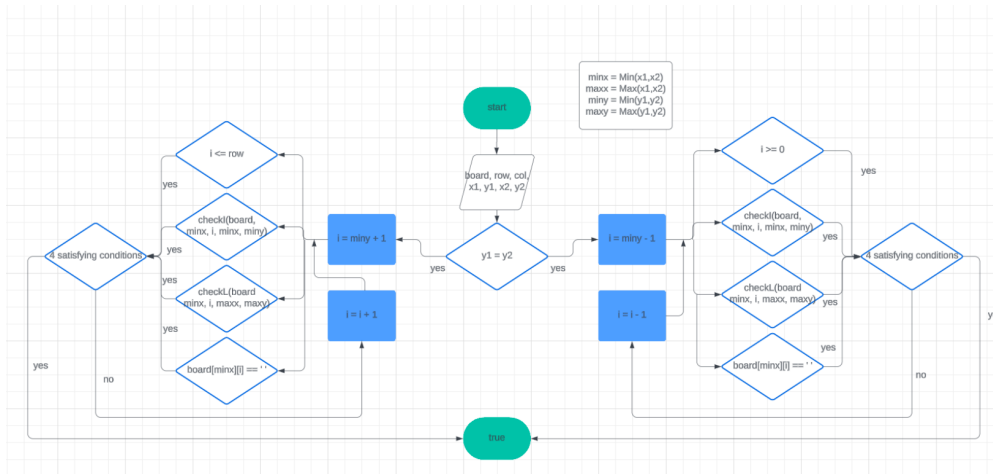 minx = Min(x1,x2)
maxx = Max(x1,x2)
miny = Min(y1,y2)
maxy = Max(y1,y2)
start
board, row, col,
x1, y1, x2, y2
y1 = y2
yes
yes
i = miny + 1
i = i + 1
i <= row
yes
checkI(board,
minx, i, minx, miny)
yes
checkL(board
minx, i, maxx, maxy)
yes
board[minx][i] == ' '
yes
4 satisfying conditions
yes
no
i = miny - 1
i = i - 1
i >= 0
yes
checkI(board,
minx, i, minx, miny)
yes
checkL(board,
minx, i, maxx, maxy)
yes
board[minx][i] == ' '
yes
4 satisfying conditions
no
true